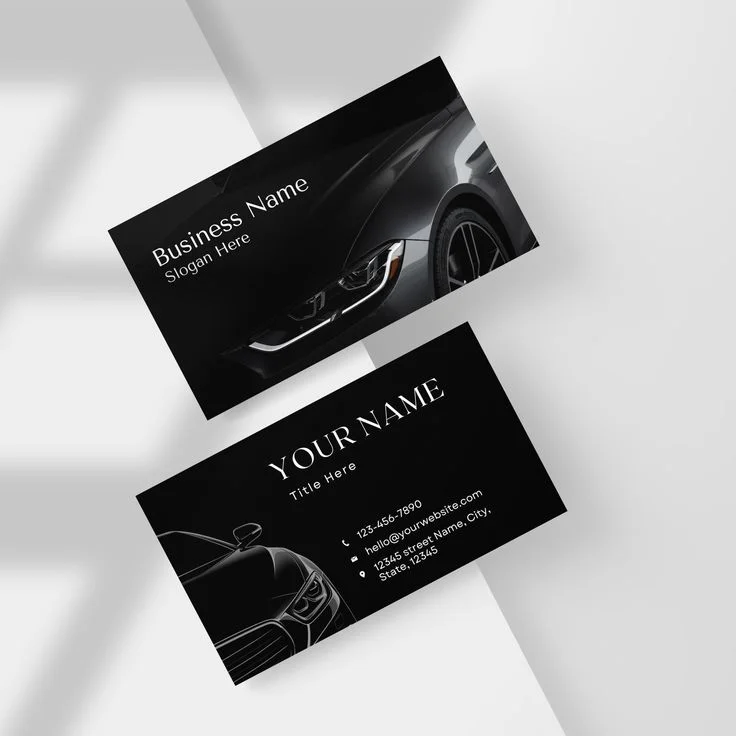 Business Name
Slogan Here
YOUR NAME
Title Here
123-456-7890
hello@yourwebsite.com
12345 street Name, City,
State, 12345